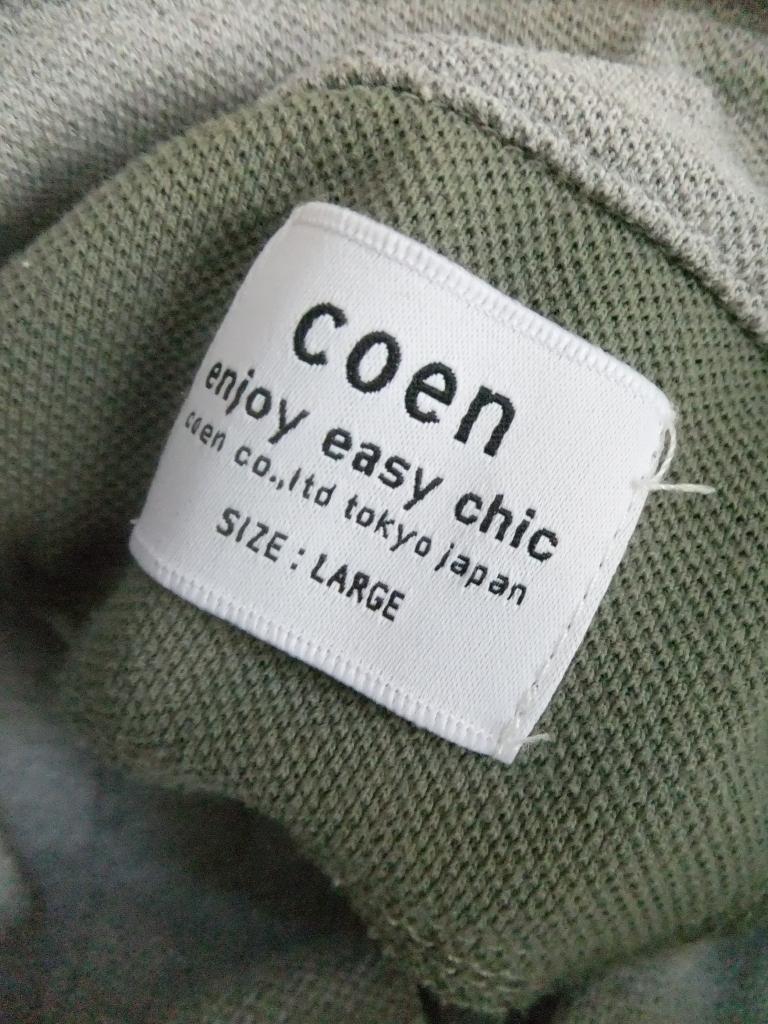 coen
enjoy easy chic
coen co.,ltd tokyo japan
SIZE : LARGE